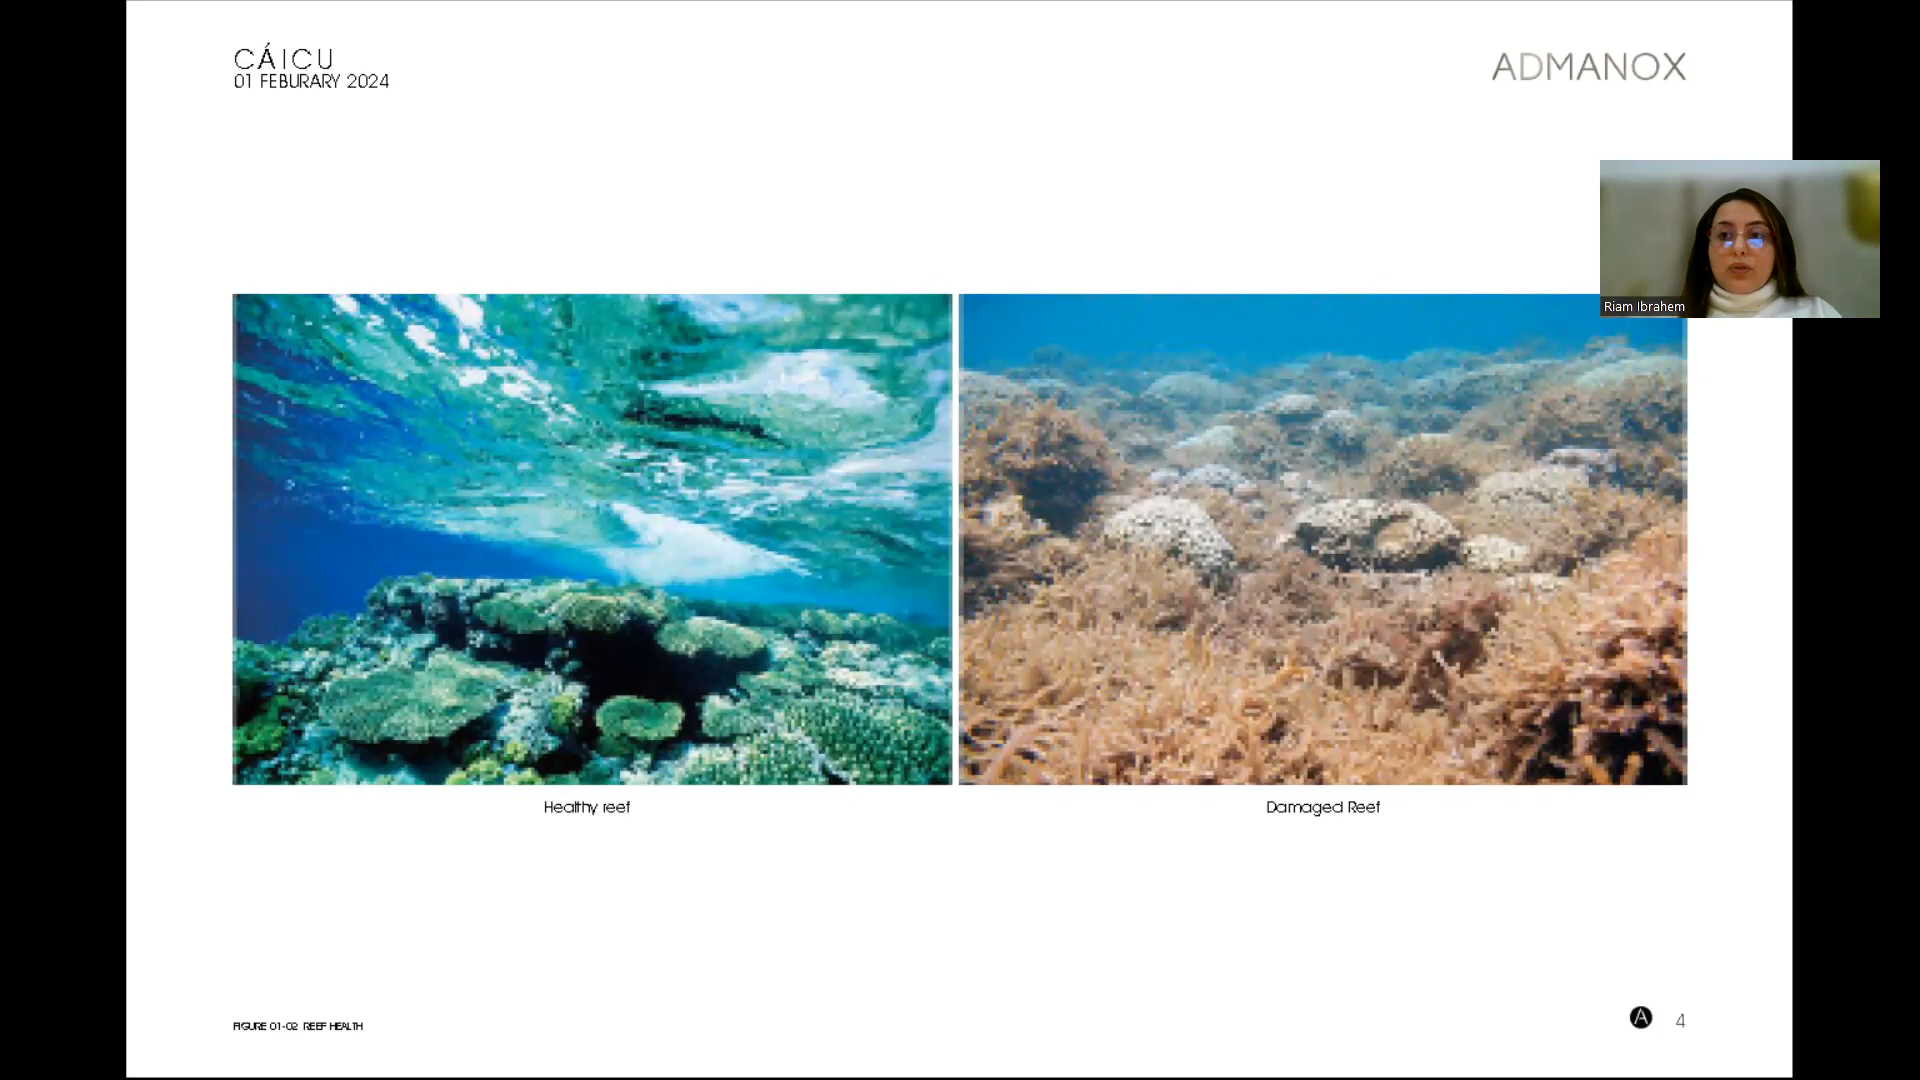 CÁICU
01 FEBURARY 2024
ADMANOX
Riam Ibrahem
Healthy reef
Damaged Reef
FIGURE 01-02 REEF HEALTH
A
4